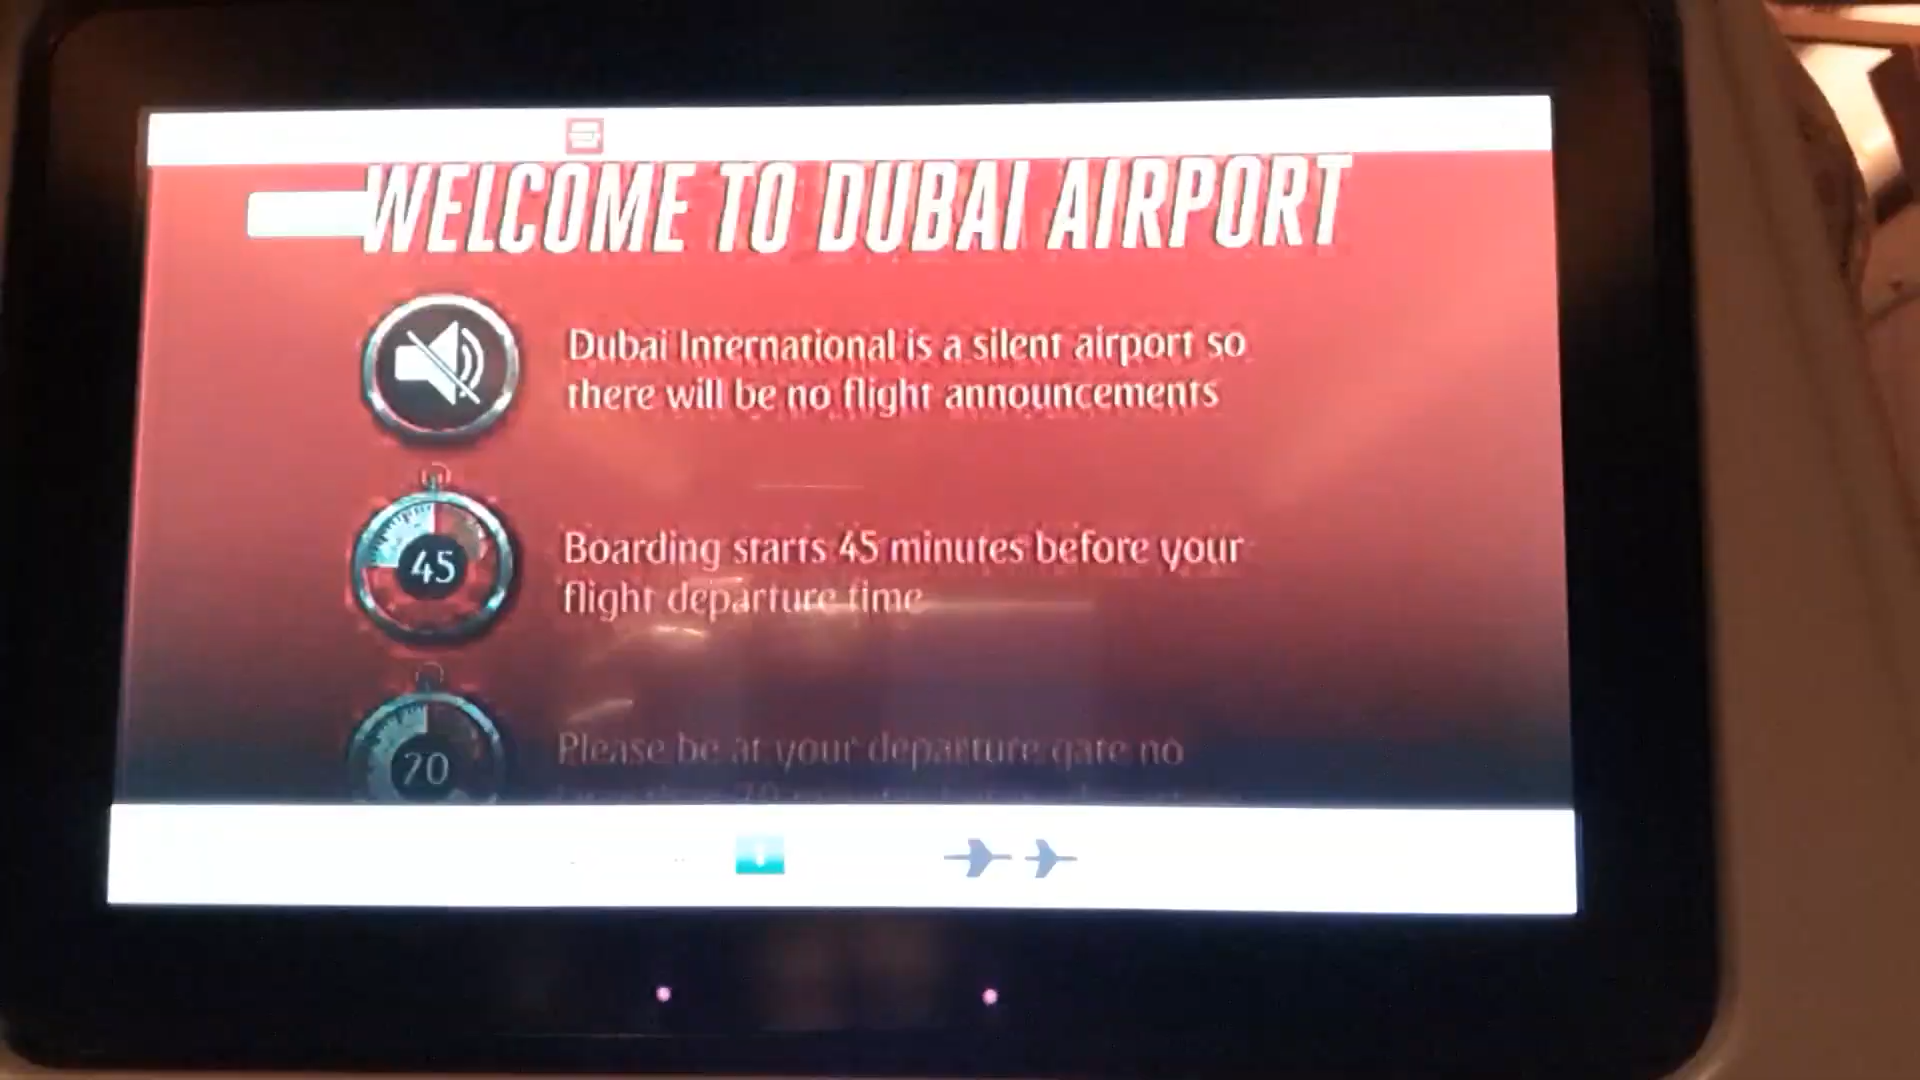 WELCOME TO DUBAI AIRPORT
Dubai International is a silent airport so
there will be no flight announcements
45
Boarding starts 45 minutes before your
flight departure time
70
Please be at your departure gate no